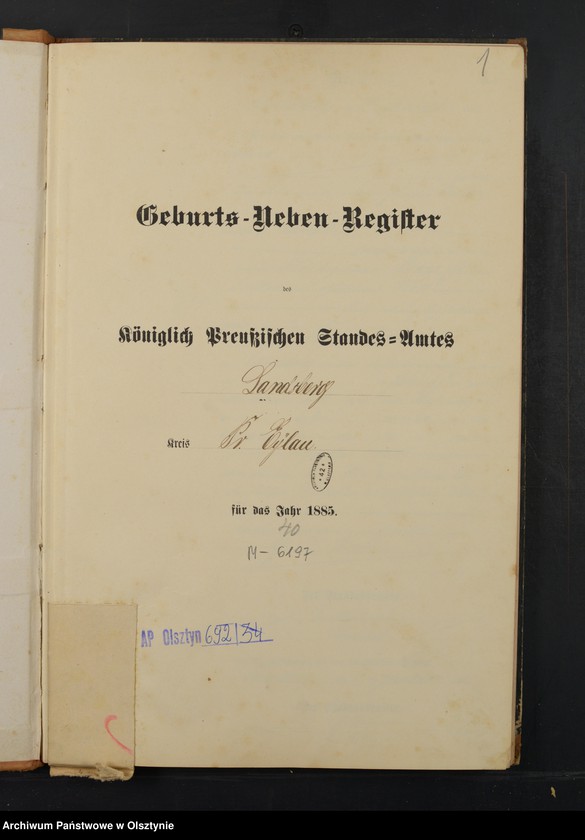 1
Geburts-Neben-Register
des
Königlich Preußischen Standes-Amtes
Landsberg
Kreis Pr. Eylau.
42
für das Jahr 1885.
40
M-6197
AP Olsztyn 692/34
Archiwum Państwowe w Olsztynie